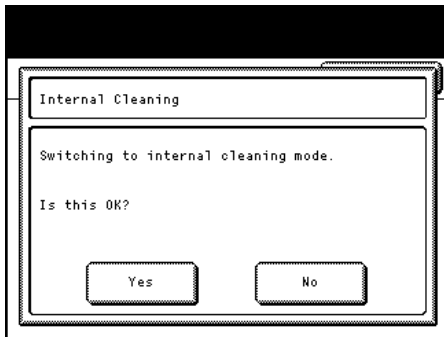 Internal Cleaning
Switching to internal cleaning mode.
Is this OK?
Yes No